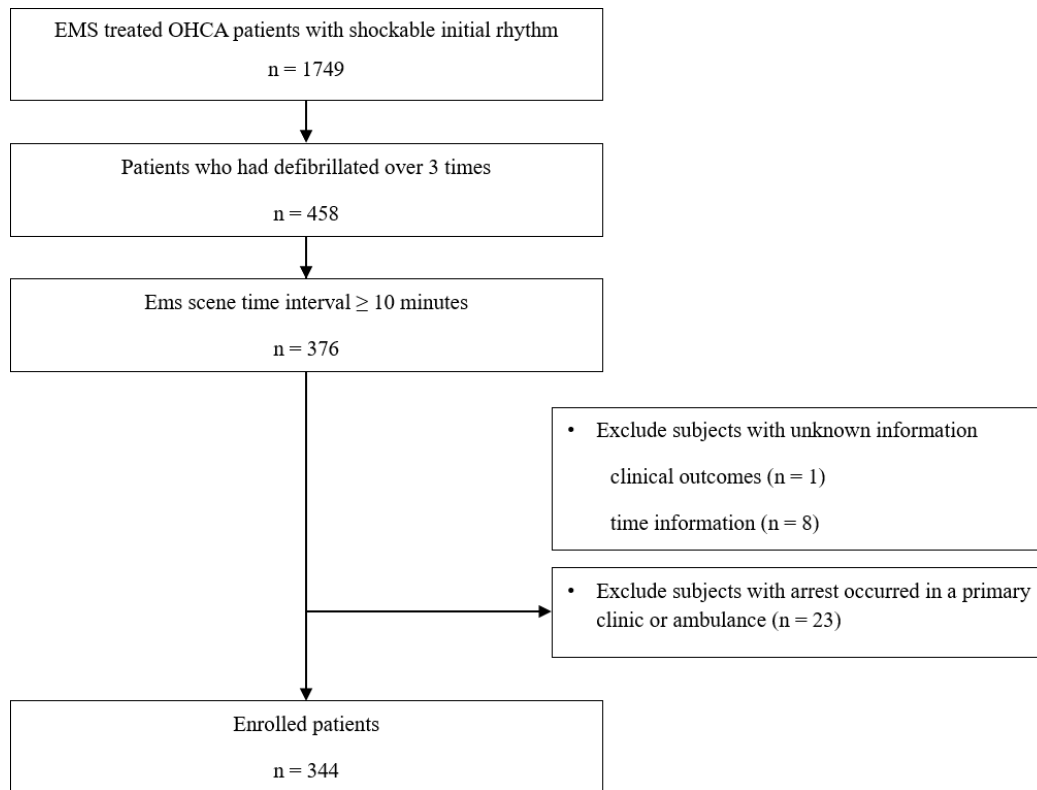 EMS treated OHCA patients with shockable initial rhythm
n = 1749
Patients who had defibrillated over 3 times
n = 458
Ems scene time interval ≥ 10 minutes
n = 376
• Exclude subjects with unknown information
clinical outcomes (n = 1)
time information (n = 8)
• Exclude subjects with arrest occurred in a primary
clinic or ambulance (n = 23)
Enrolled patients
n = 344